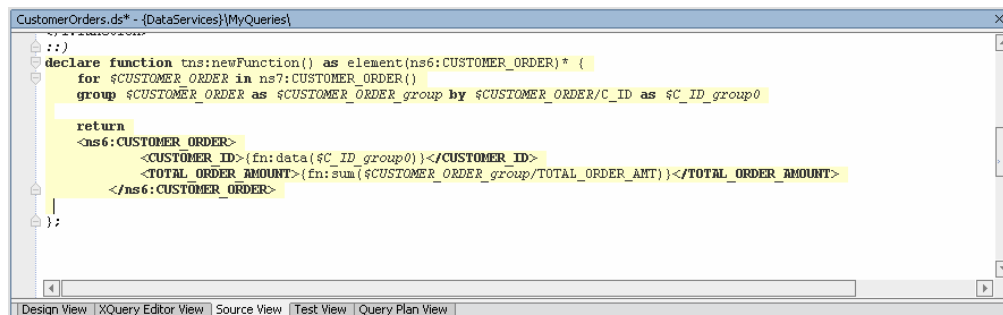 CustomerOrders.ds* - {DataServices}\MyQueries\
::)
declare function tns:newFunction() as element(ns6:CUSTOMER_ORDER)* {
for $CUSTOMER_ORDER in ns7:CUSTOMER_ORDER()
group $CUSTOMER_ORDER as $CUSTOMER_ORDER_group by $CUSTOMER_ORDER/C_ID as $C_ID_group0
return
<ns6:CUSTOMER_ORDER>
<CUSTOMER_ID>{fn:data($C_ID_group0)}</CUSTOMER_ID>
<TOTAL_ORDER_AMOUNT>{fn:sum($CUSTOMER_ORDER_group/TOTAL_ORDER_AMT)}</TOTAL_ORDER_AMOUNT>
</ns6:CUSTOMER_ORDER>
};
Design View | XQuery Editor View | Source View | Test View | Query Plan View